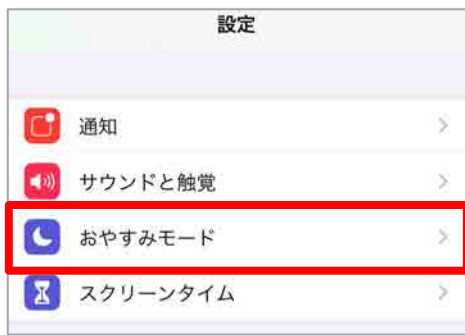 設定
通知
サウンドと触覚
おやすみモード
スクリーンタイム